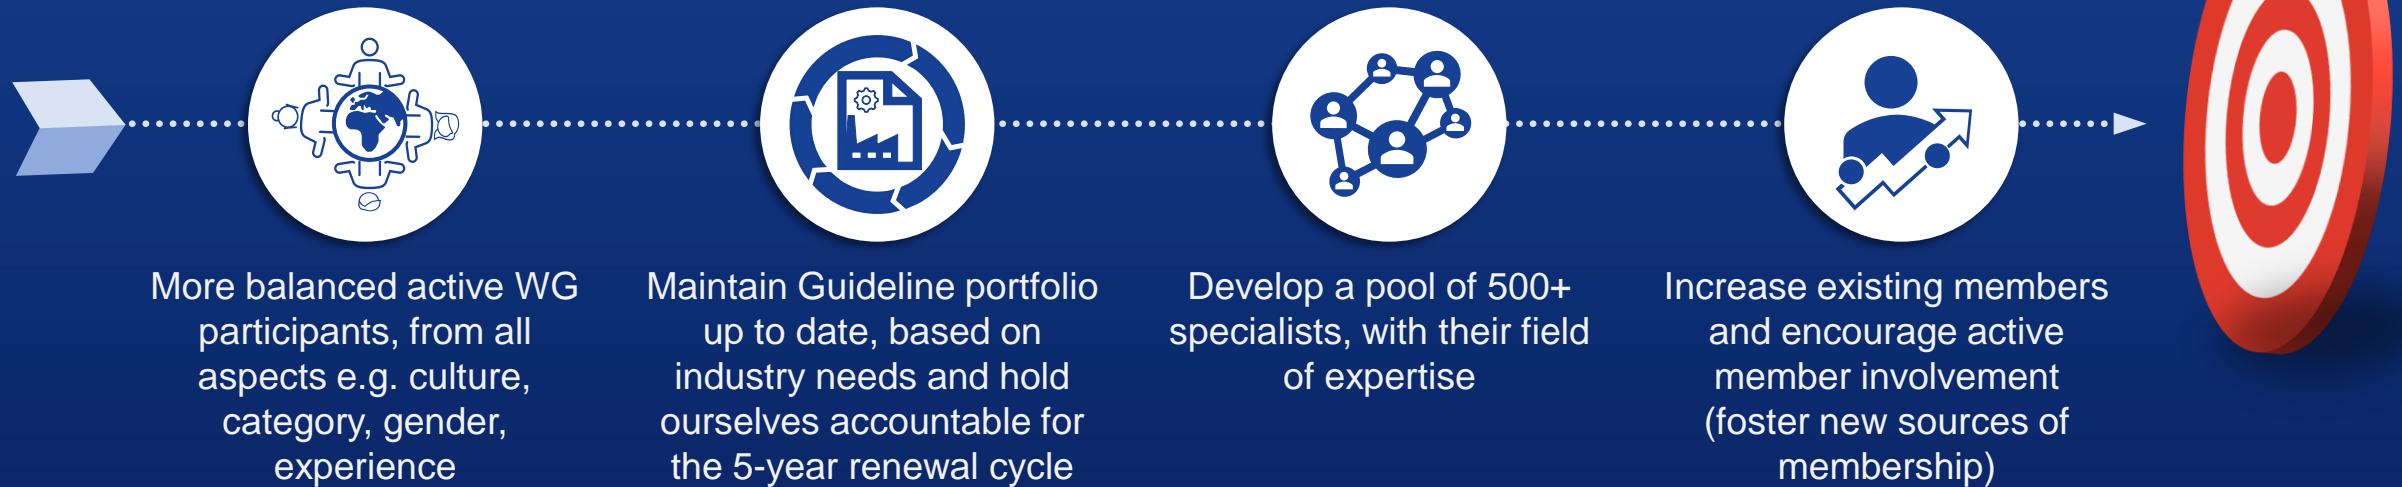 More balanced active WG
participants, from all
aspects e.g. culture,
category, gender,
experience
Maintain Guideline portfolio
up to date, based on
industry needs and hold
ourselves accountable for
the 5-year renewal cycle
Develop a pool of 500+
specialists, with their field
of expertise
Increase existing members
and encourage active
member involvement
(foster new sources of
membership)